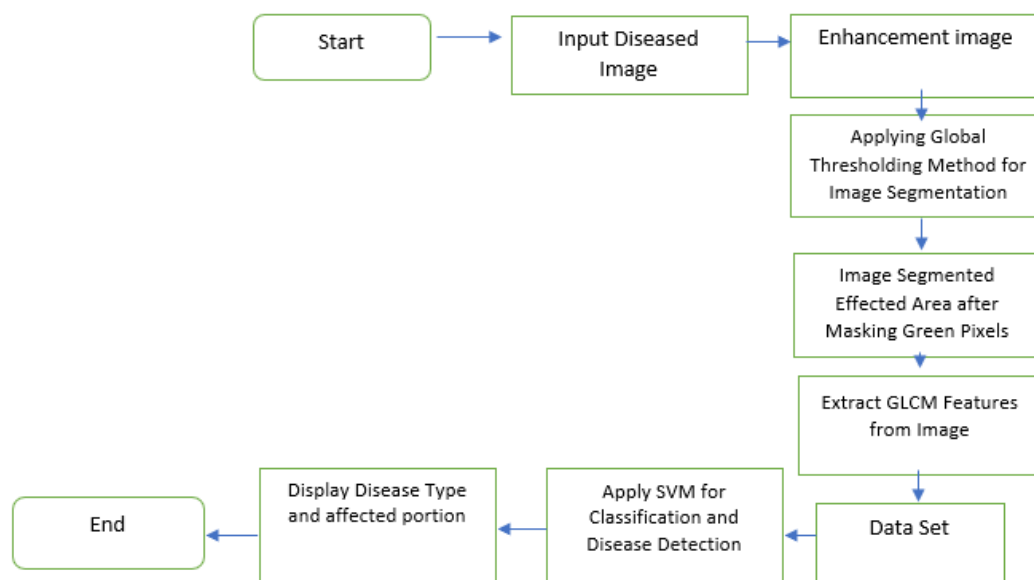 Start
Input Diseased
Image
Enhancement image
Applying Global
Thresholding Method for
Image Segmentation
Image Segmented
Effected Area after
Masking Green Pixels
Extract GLCM Features
from Image
Data Set
Apply SVM for
Classification and
Disease Detection
Display Disease Type
and affected portion
End